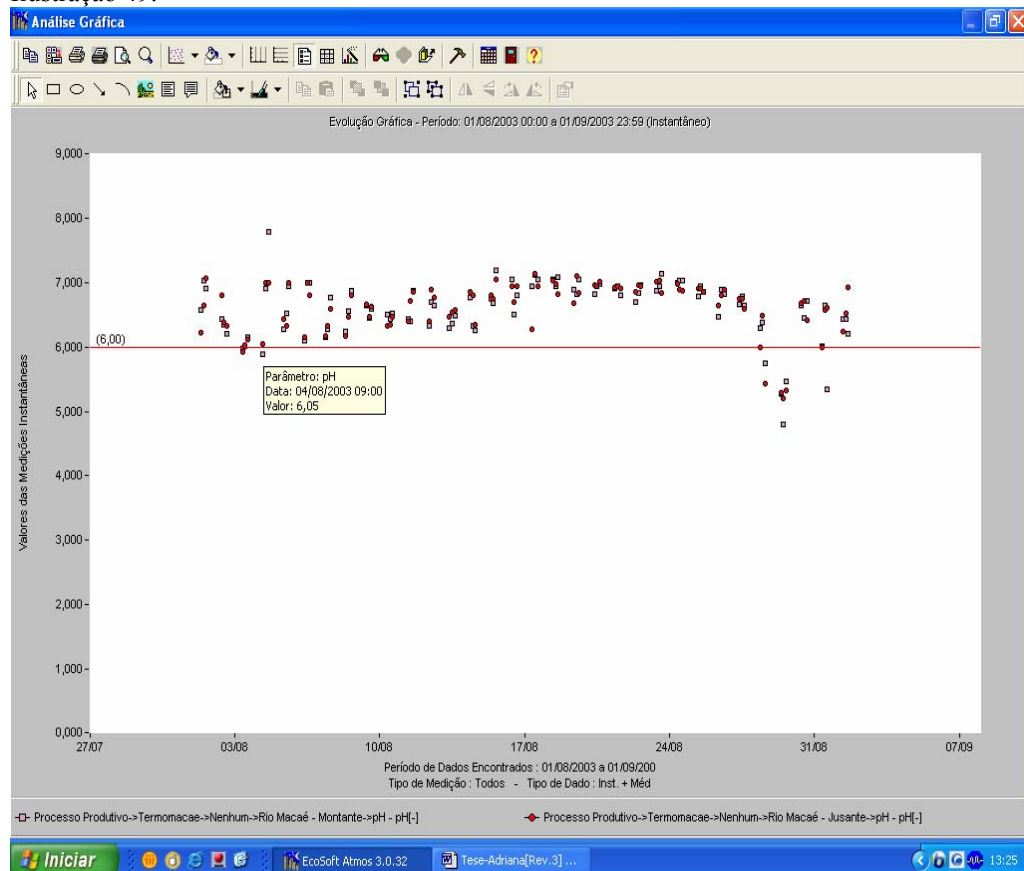 Ilustração 49.
Análise Gráfica
Evolução Gráfica - Período: 01/08/2003 00:00 a 01/09/2003 23:59 (Instantâneo)
9,000
8,000
7,000
6,000
5,000
4,000
3,000
2,000
1,000
0,000
Valores das Medições Instantâneas
(6,00)
Parâmetro: pH
Data: 04/08/2003 09:00
Valor: 6,05
27/07 03/08 10/08 17/08 24/08 31/08 07/09
Período de Dados Encontrados : 01/08/2003 a 01/09/200
Tipo de Medição : Todos - Tipo de Dado : Inst. + Méd
Processo Produtivo->Termomacae->Nenhum->Rio Macaé - Montante->pH - pH[-]
Processo Produtivo->Termomacae->Nenhum->Rio Macaé - Jusante->pH - pH[-]
Iniciar
EcoSoft Atmos 3.0.32
Tese-Adriana[Rev.3] ...
13:25